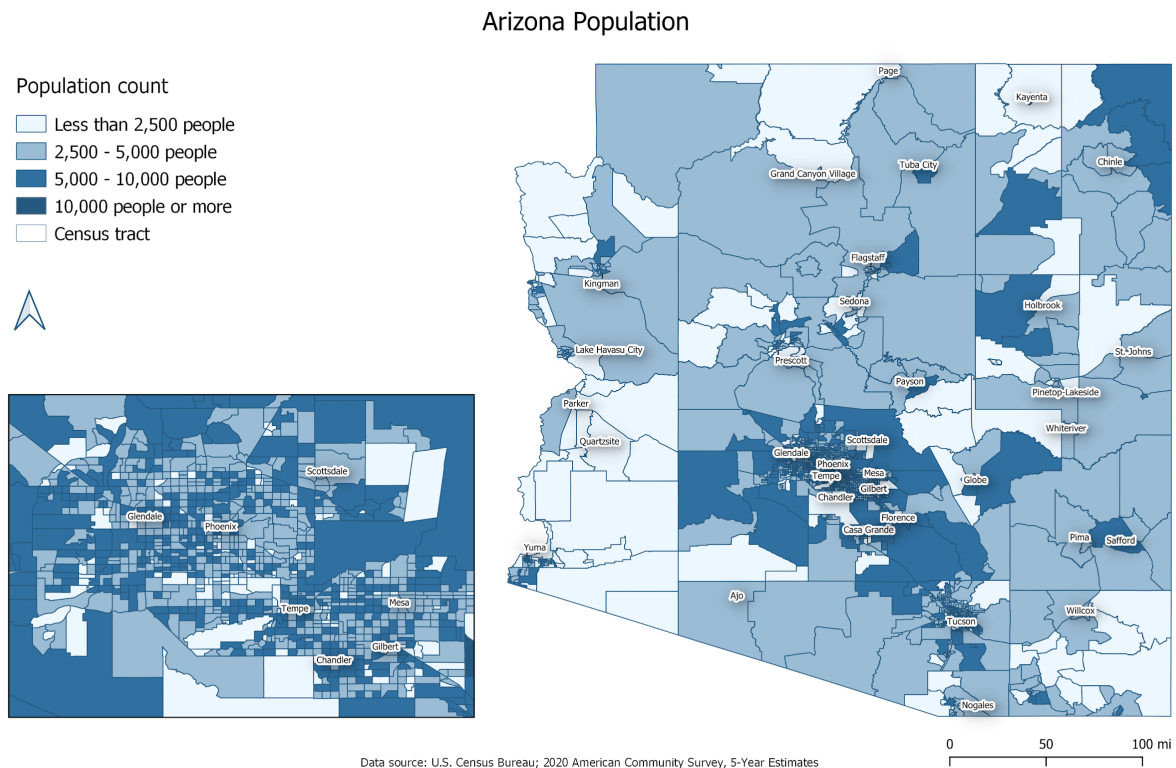 Arizona Population
Population count
Less than 2,500 people
2,500 - 5,000 people
5,000 - 10,000 people
10,000 people or more
Census tract
Page
Kayenta
Chinle
Tuba City
Grand Canyon Village
Flagstaff
Kingman
Sedona
Holbrook
Lake Havasu City
Prescott
St. Johns
Payson
Pinetop-Lakeside
Parker
Whiteriver
Quartzsite
Scottsdale
Glendale
Phoenix
Tempe
Mesa
Gilbert
Chandler
Globe
Florence
Casa Grande
Pima
Safford
Yuma
Ajo
Willcox
Tucson
Nogales
Scottsdale
Glendale
Phoenix
Tempe
Mesa
Gilbert
Chandler
0 50 100 mi
Data source: U.S. Census Bureau; 2020 American Community Survey, 5-Year Estimates